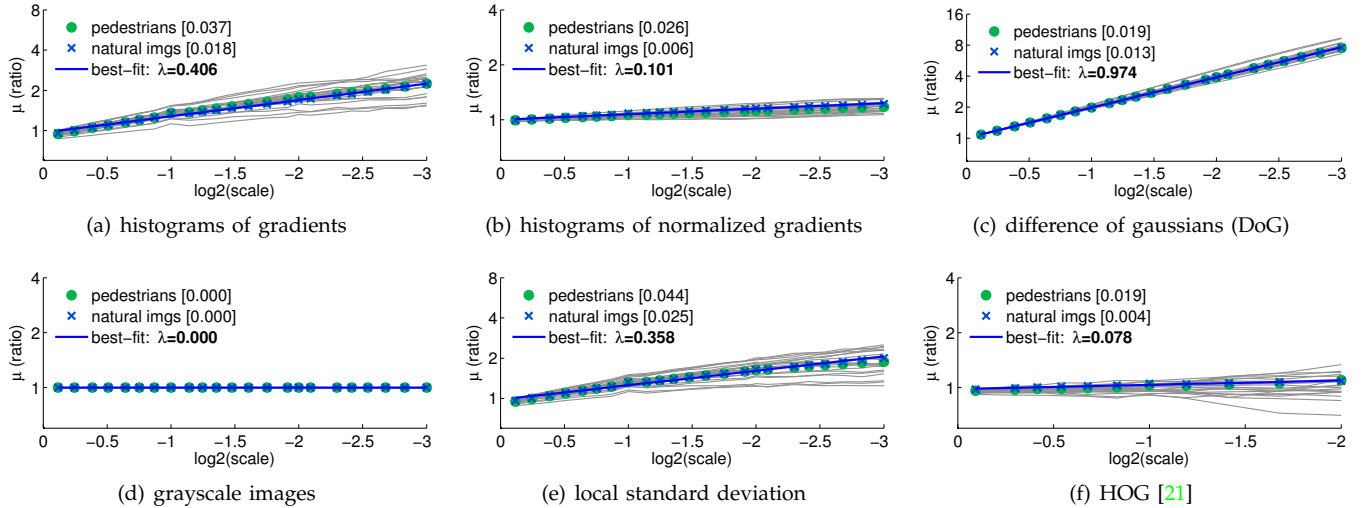 8
4
2
1
μ (ratio)
pedestrians [0.037]
natural imgs [0.018]
best−fit: λ=0.406
0 −0.5 −1 −1.5 −2 −2.5 −3
log2(scale)
(a) histograms of gradients
4
2
1
μ (ratio)
pedestrians [0.026]
natural imgs [0.006]
best−fit: λ=0.101
0 −0.5 −1 −1.5 −2 −2.5 −3
log2(scale)
(b) histograms of normalized gradients
16
8
4
2
1
μ (ratio)
pedestrians [0.019]
natural imgs [0.013]
best−fit: λ=0.974
0 −0.5 −1 −1.5 −2 −2.5 −3
log2(scale)
(c) difference of gaussians (DoG)
4
2
1
μ (ratio)
pedestrians [0.000]
natural imgs [0.000]
best−fit: λ=0.000
0 −0.5 −1 −1.5 −2 −2.5 −3
log2(scale)
(d) grayscale images
8
4
2
1
μ (ratio)
pedestrians [0.044]
natural imgs [0.025]
best−fit: λ=0.358
0 −0.5 −1 −1.5 −2 −2.5 −3
log2(scale)
(e) local standard deviation
4
2
1
μ (ratio)
pedestrians [0.019]
natural imgs [0.004]
best−fit: λ=0.078
0 −0.5 −1 −1.5 −2
log2(scale)
(f) HOG [21]